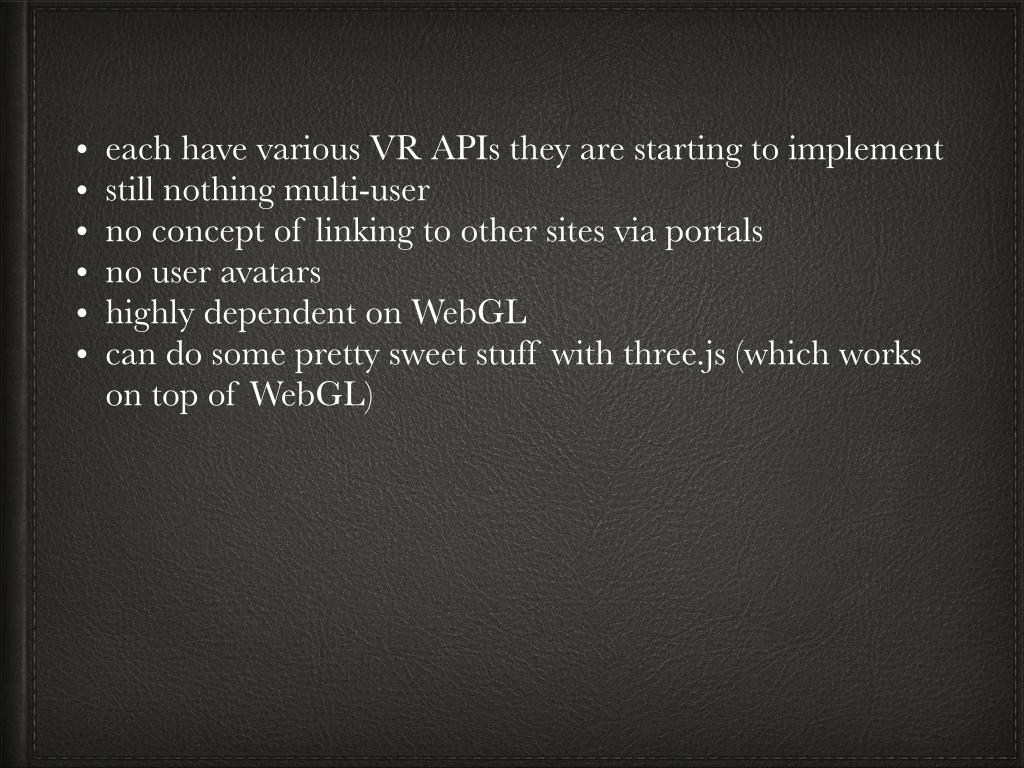 • each have various VR APIs they are starting to implement
• still nothing multi-user
• no concept of linking to other sites via portals
• no user avatars
• highly dependent on WebGL
• can do some pretty sweet stuff with three.js (which works
on top of WebGL)